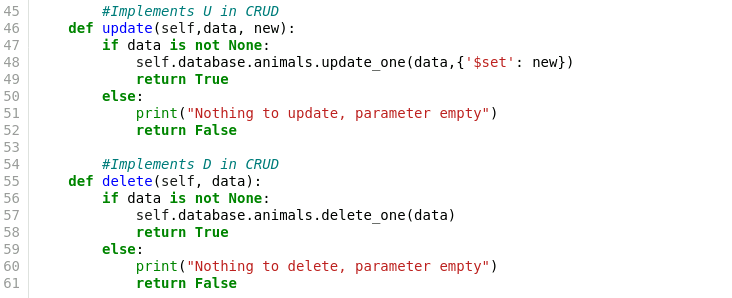 45         #Implements U in CRUD
46     def update(self,data, new):
47         if data is not None:
48             self.database.animals.update_one(data,{'$set': new})
49             return True
50         else:
51             print("Nothing to update, parameter empty")
52             return False
53
54         #Implements D in CRUD
55     def delete(self, data):
56         if data is not None:
57             self.database.animals.delete_one(data)
58             return True
59         else:
60             print("Nothing to delete, parameter empty")
61             return False